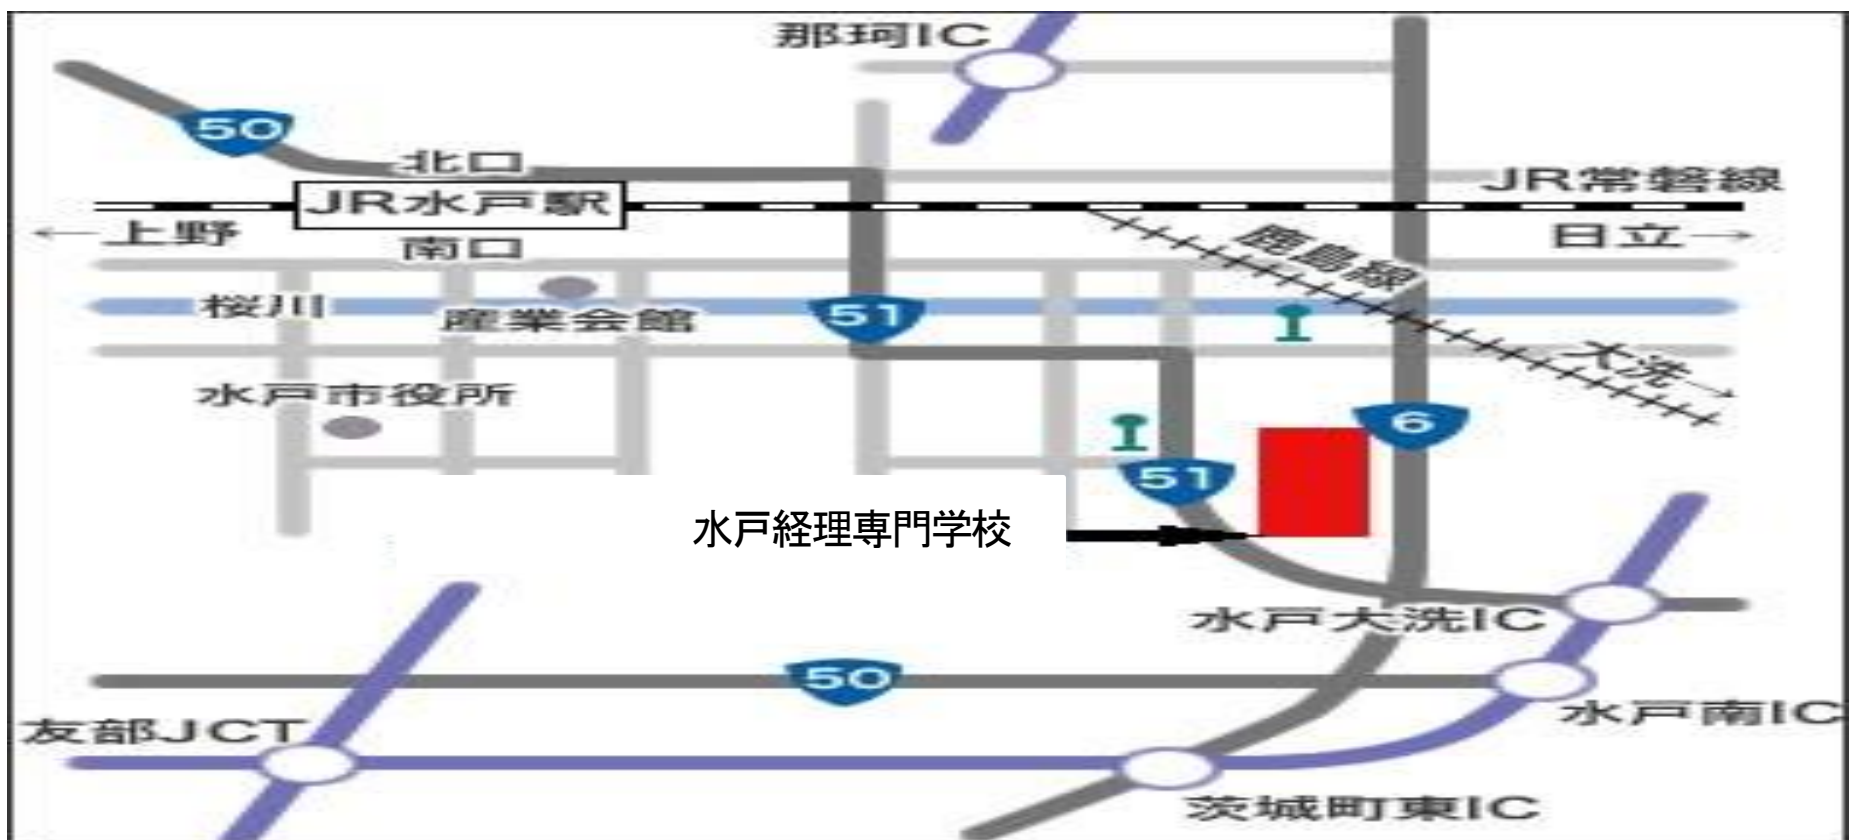 那珂IC
50
北口
JR常磐線
JR水戸駅
←上野
日立→
南口
鹿島線
桜川
産業会館
51
大洗→
水戸市役所
6
51
水戸経理専門学校
水戸大洗IC
50
水戸南IC
友部JCT
茨城町東IC